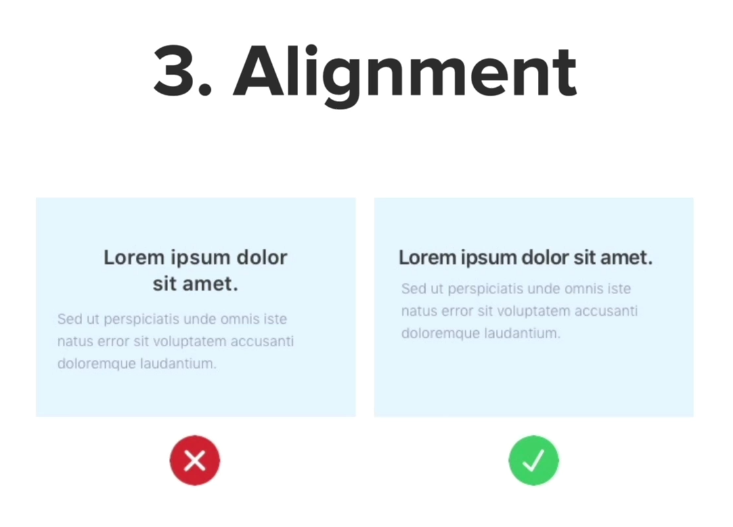 3. Alignment
Lorem ipsum dolor
sit amet.
Sed ut perspiciatis unde omnis iste
natus error sit voluptatem accusanti
doloremque laudantium.
Lorem ipsum dolor sit amet.
Sed ut perspiciatis unde omnis iste
natus error sit voluptatem accusanti
doloremque laudantium.